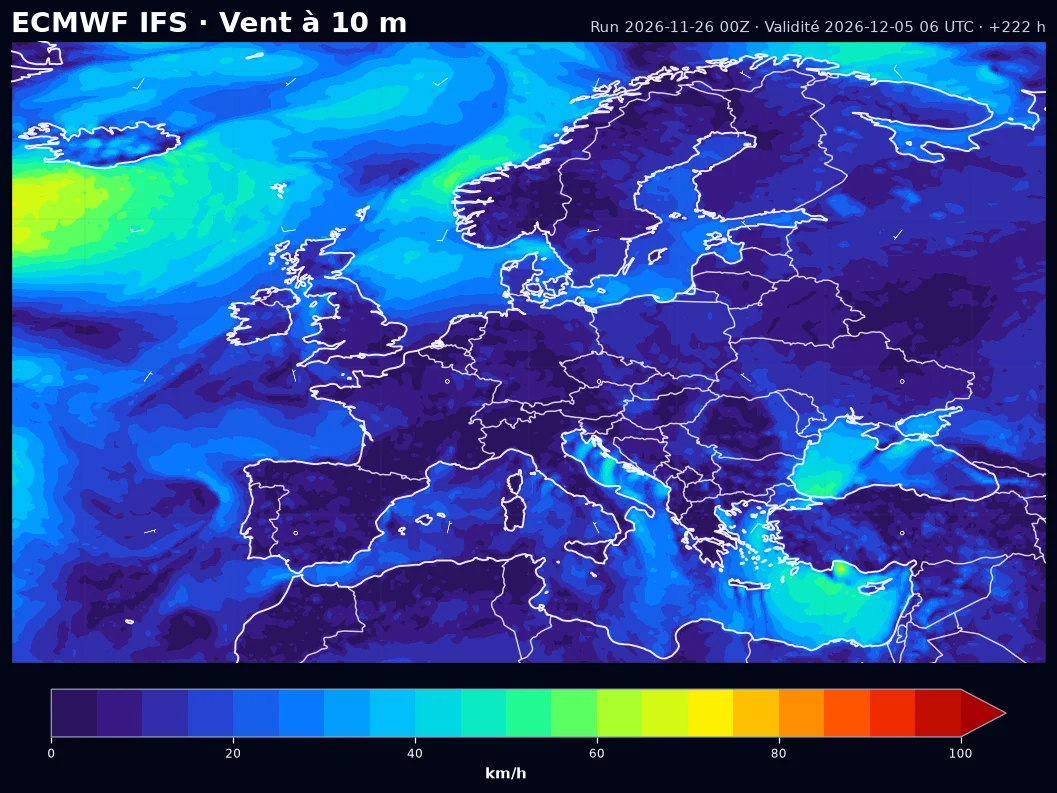 ECMWF IFS · Vent à 10 m
Run 2026-11-26 00Z · Validité 2026-12-05 06 UTC · +222 h
0 20 40 60 80 100
km/h